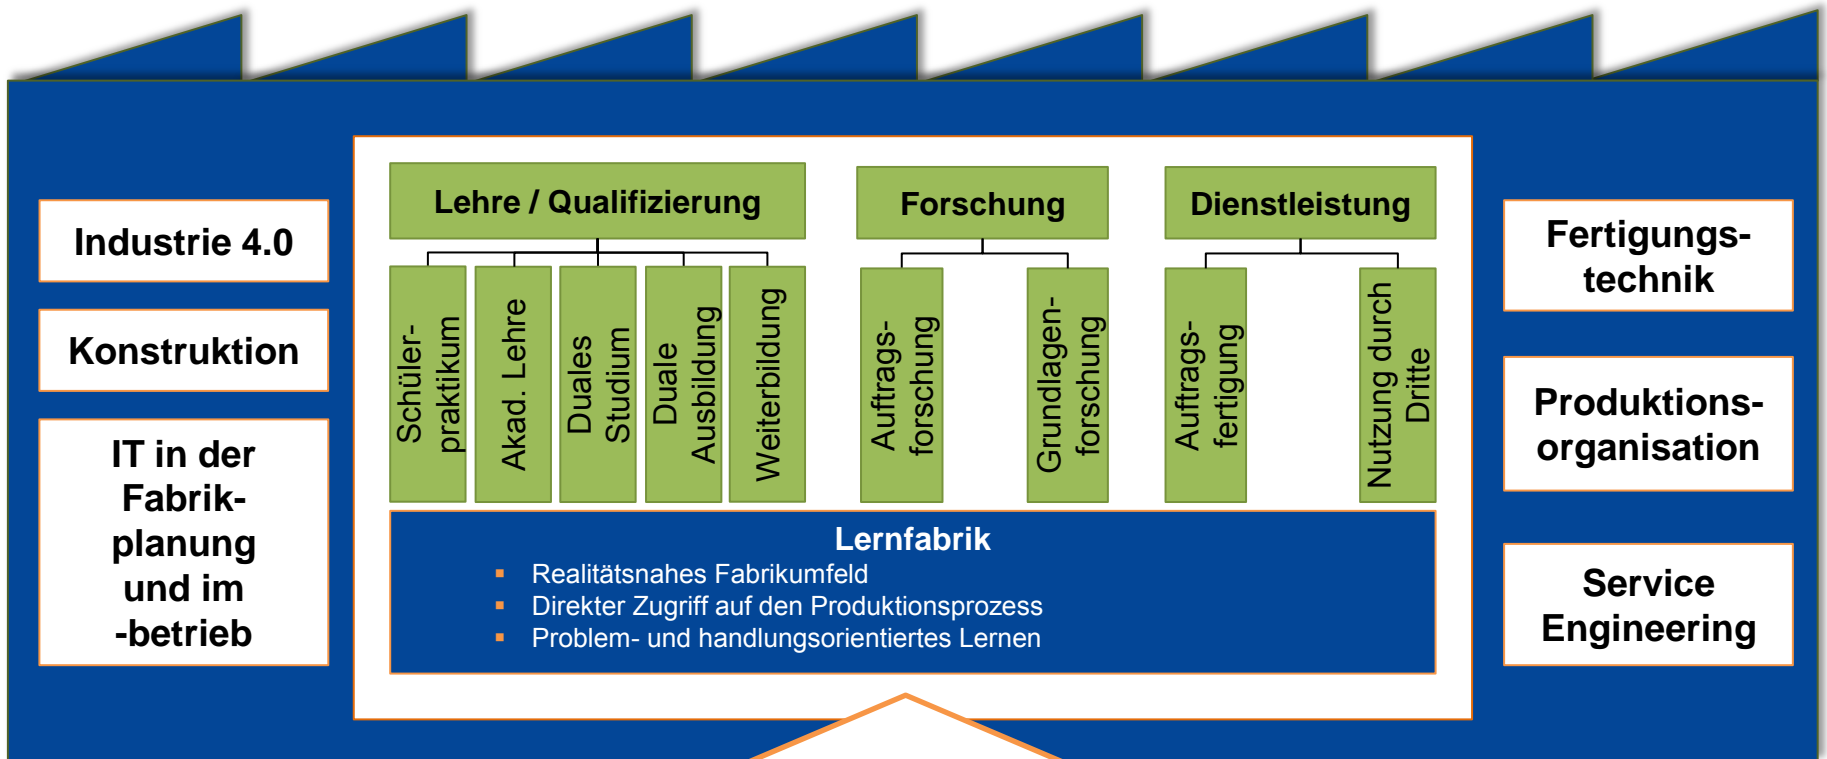 Industrie 4.0
Konstruktion
IT in der
Fabrik-
planung
und im
-betrieb
Lehre / Qualifizierung
Schüler-
praktikum
Akad. Lehre
Duales
Studium
Duale
Ausbildung
Weiterbildung
Forschung
Auftrags-
forschung
Grundlagen-
forschung
Dienstleistung
Auftrags-
fertigung
Nutzung durch
Dritte
Lernfabrik
▪ Realitätsnahes Fabrikumfeld
▪ Direkter Zugriff auf den Produktionsprozess
▪ Problem- und handlungsorientiertes Lernen
Fertigungs-
technik
Produktions-
organisation
Service
Engineering